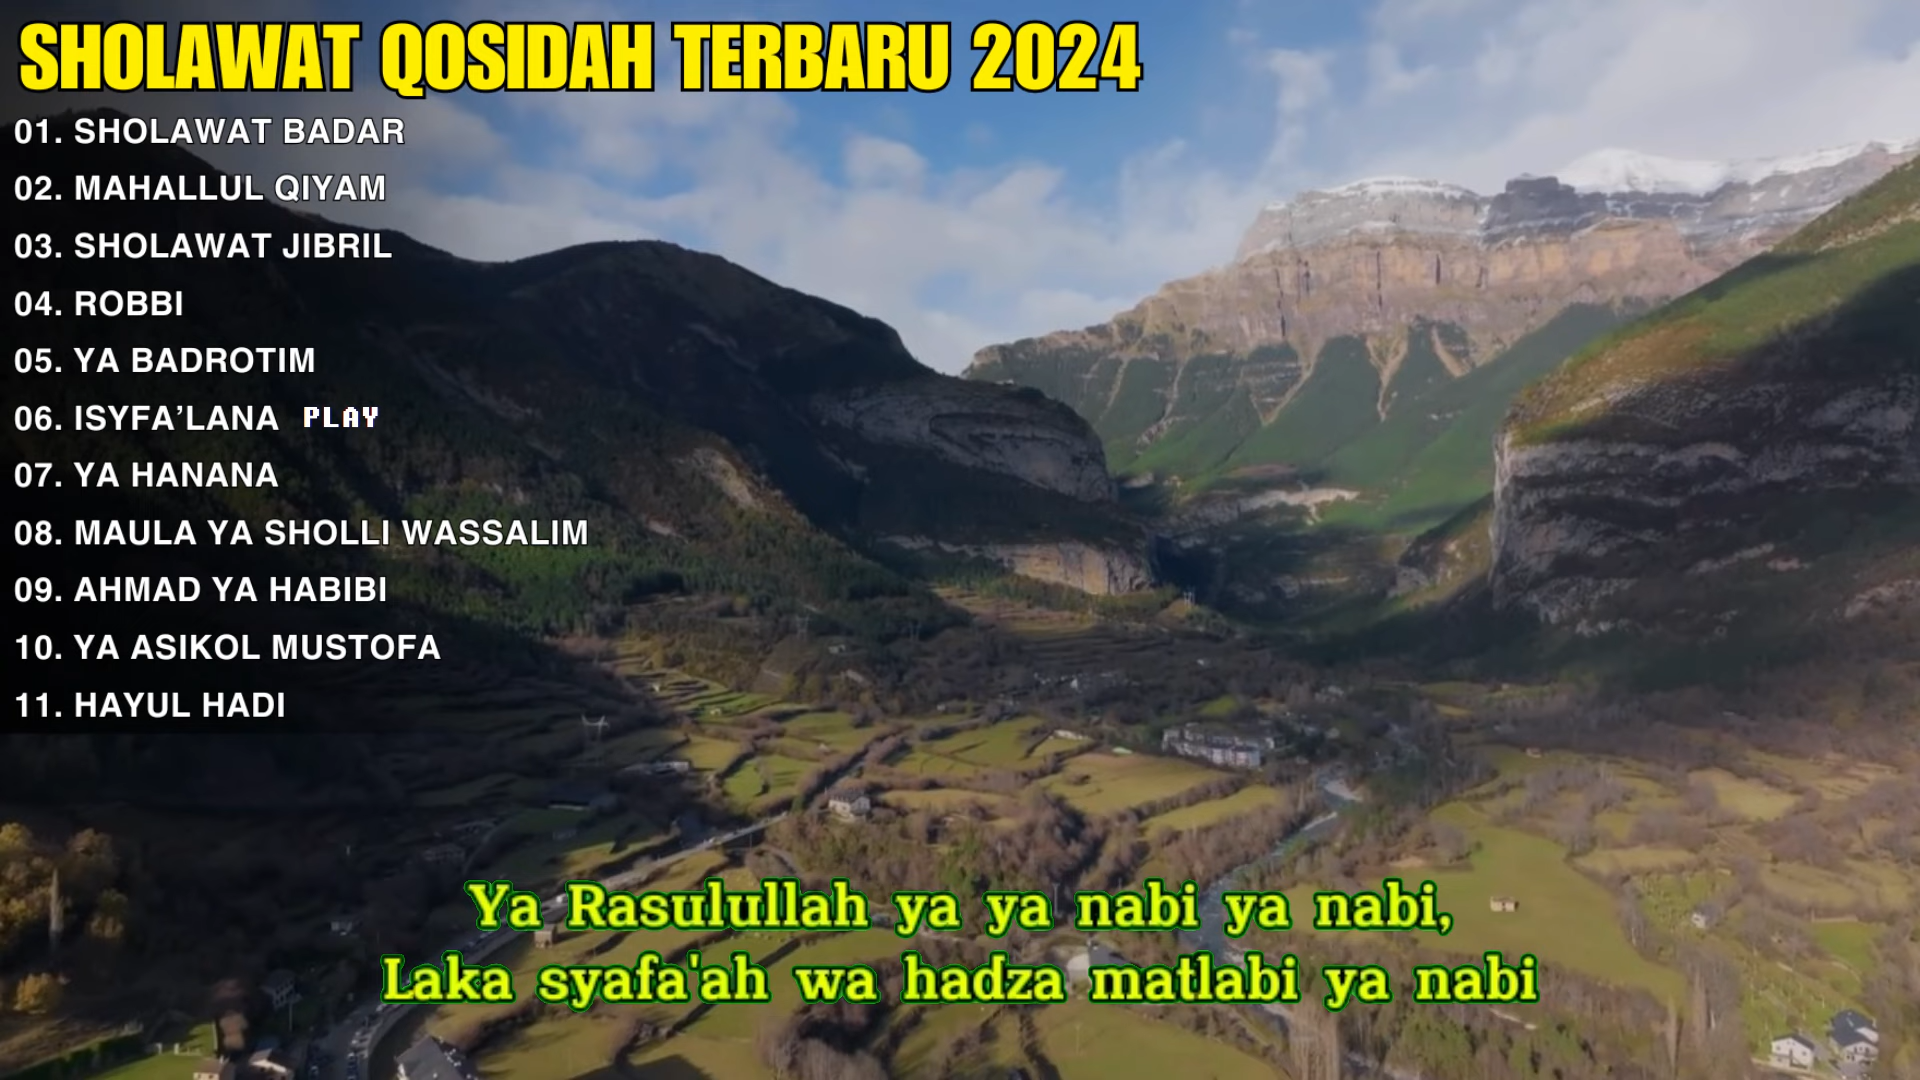 SHOLAWAT QOSIDAH TERBARU 2024
01. SHOLAWAT BADAR
02. MAHALLUL QIYAM
03. SHOLAWAT JIBRIL
04. ROBBI
05. YA BADROTIM
06. ISYFA’LANA PLAY
07. YA HANANA
08. MAULA YA SHOLLI WASSALIM
09. AHMAD YA HABIBI
10. YA ASIKOL MUSTOFA
11. HAYUL HADI
Ya Rasulullah ya ya nabi ya nabi,
Laka syafa'ah wa hadza matlabi ya nabi